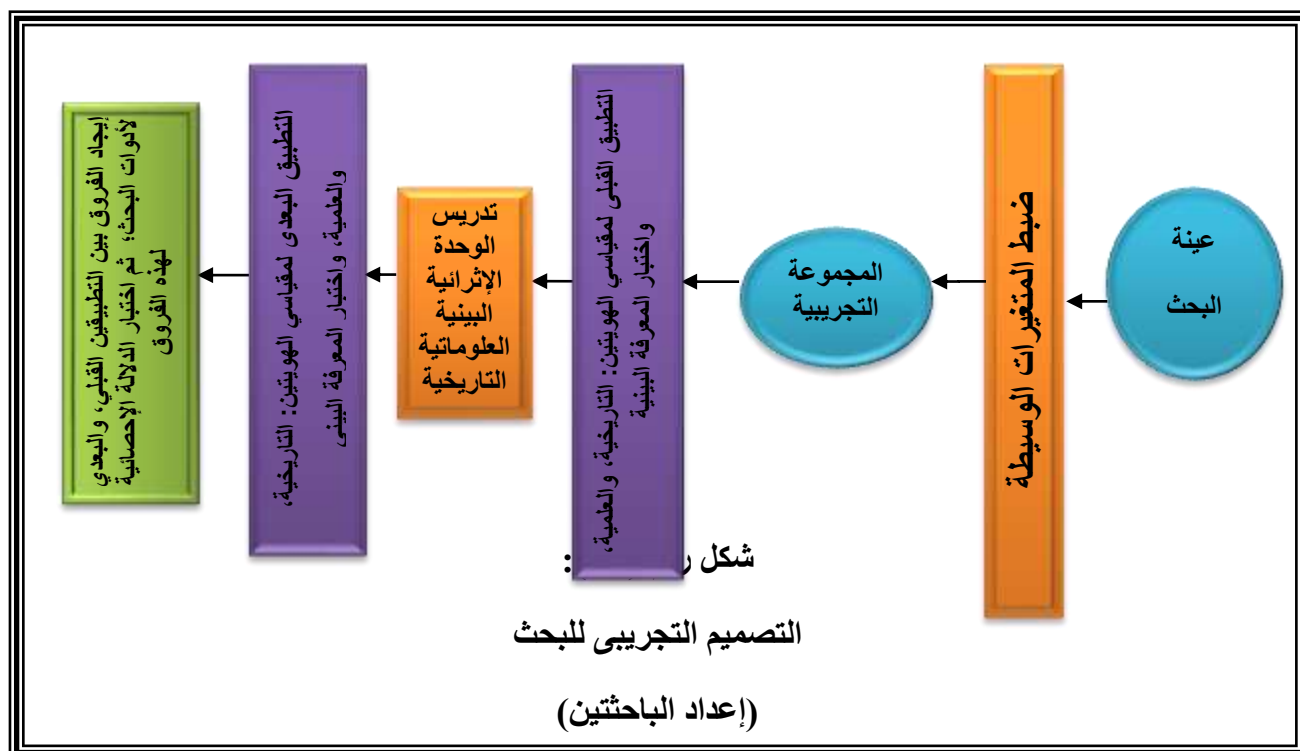 عينة
البحث
ضبط المتغيرات الوسيطة
المجموعة
التجريبية
التطبيق القبلى لمقياسي الهويتين: التاريخية، والعلمية،
واختبار المعرفة البينية
تدريس
الوحدة
الإثرائية
البينية
العلوماتية
التاريخية
التطبيق البعدى لمقياسي الهويتين: التاريخية،
والعلمية، واختبار المعرفة البينى
إيجاد الفروق بين التطبيقين القبلي، والبعدي
لأدوات البحث؛ ثم اختبار الدلالة الإحصائية
لهذه الفروق
شكل :
التصميم التجريبى للبحث
(إعداد الباحثتين)